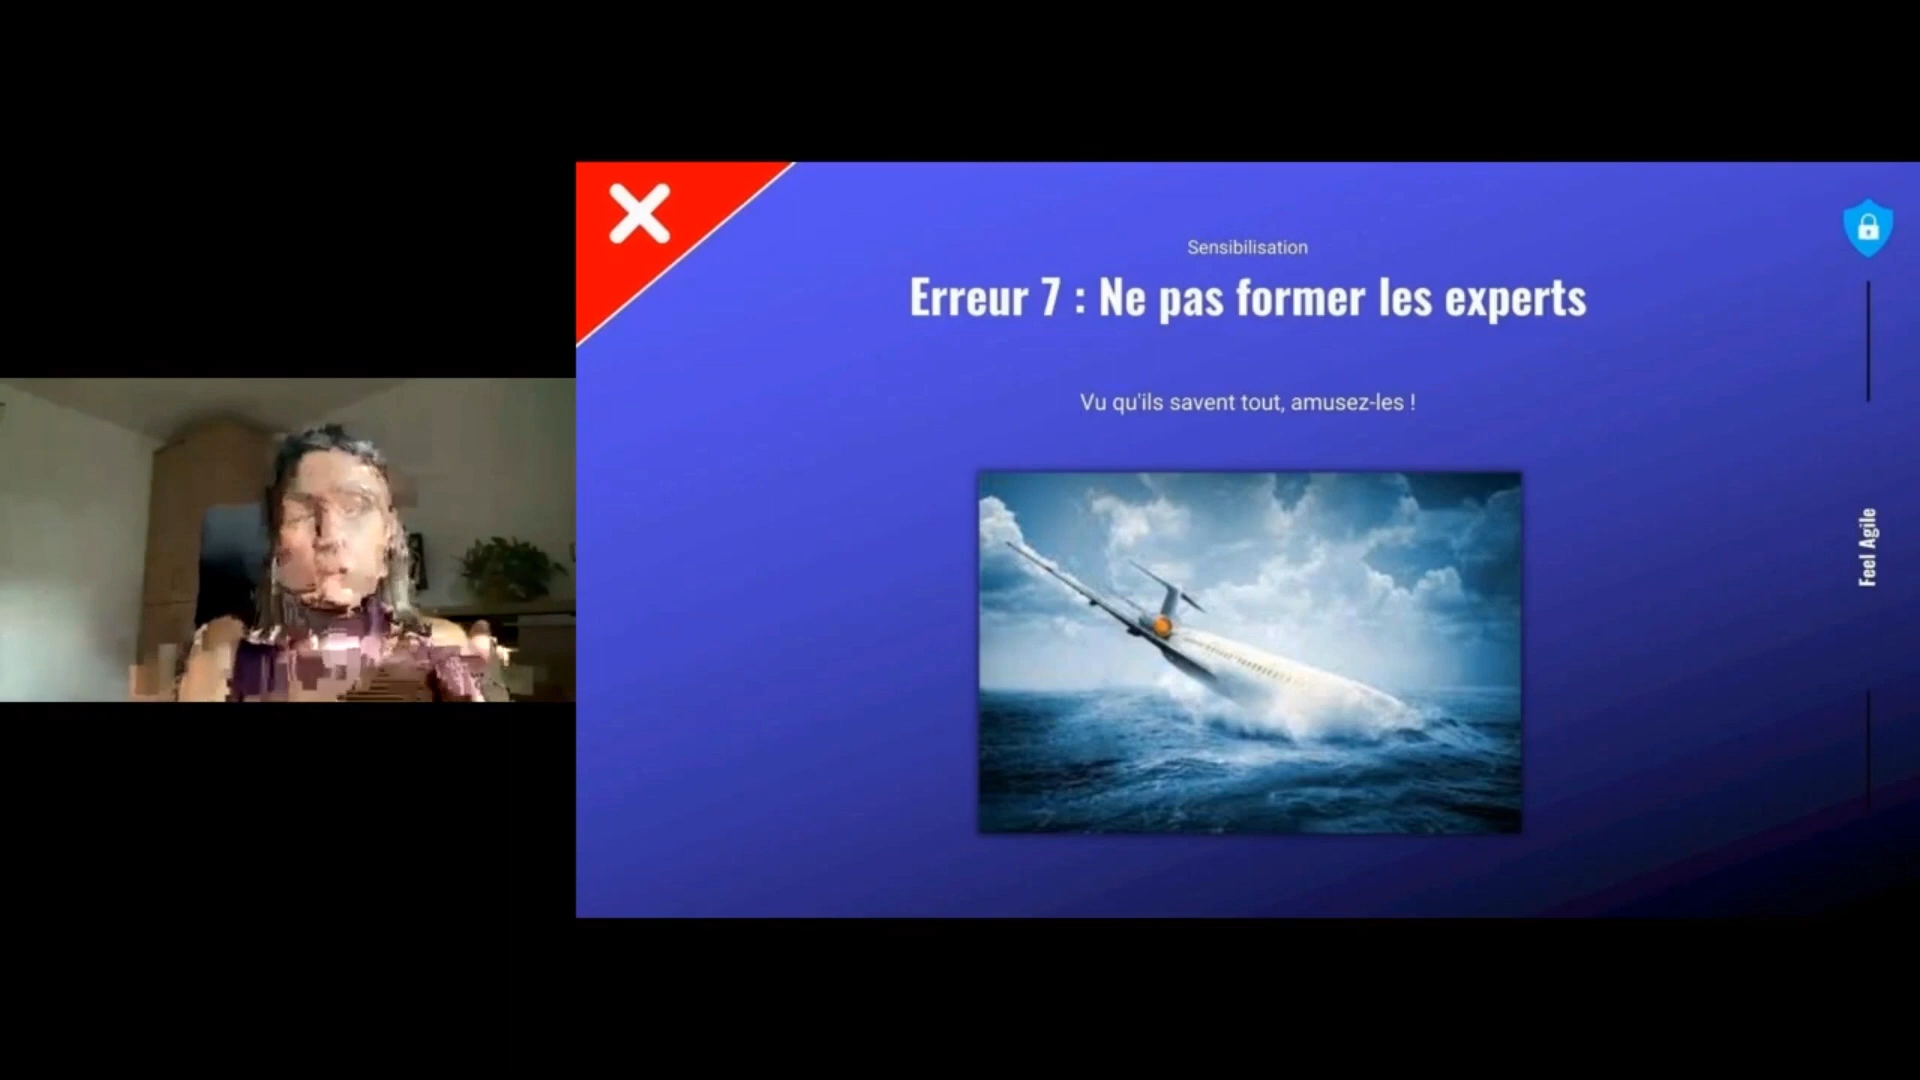 Sensibilisation
Erreur 7 : Ne pas former les experts
Vu qu'ils savent tout, amusez-les !
Feel Agile